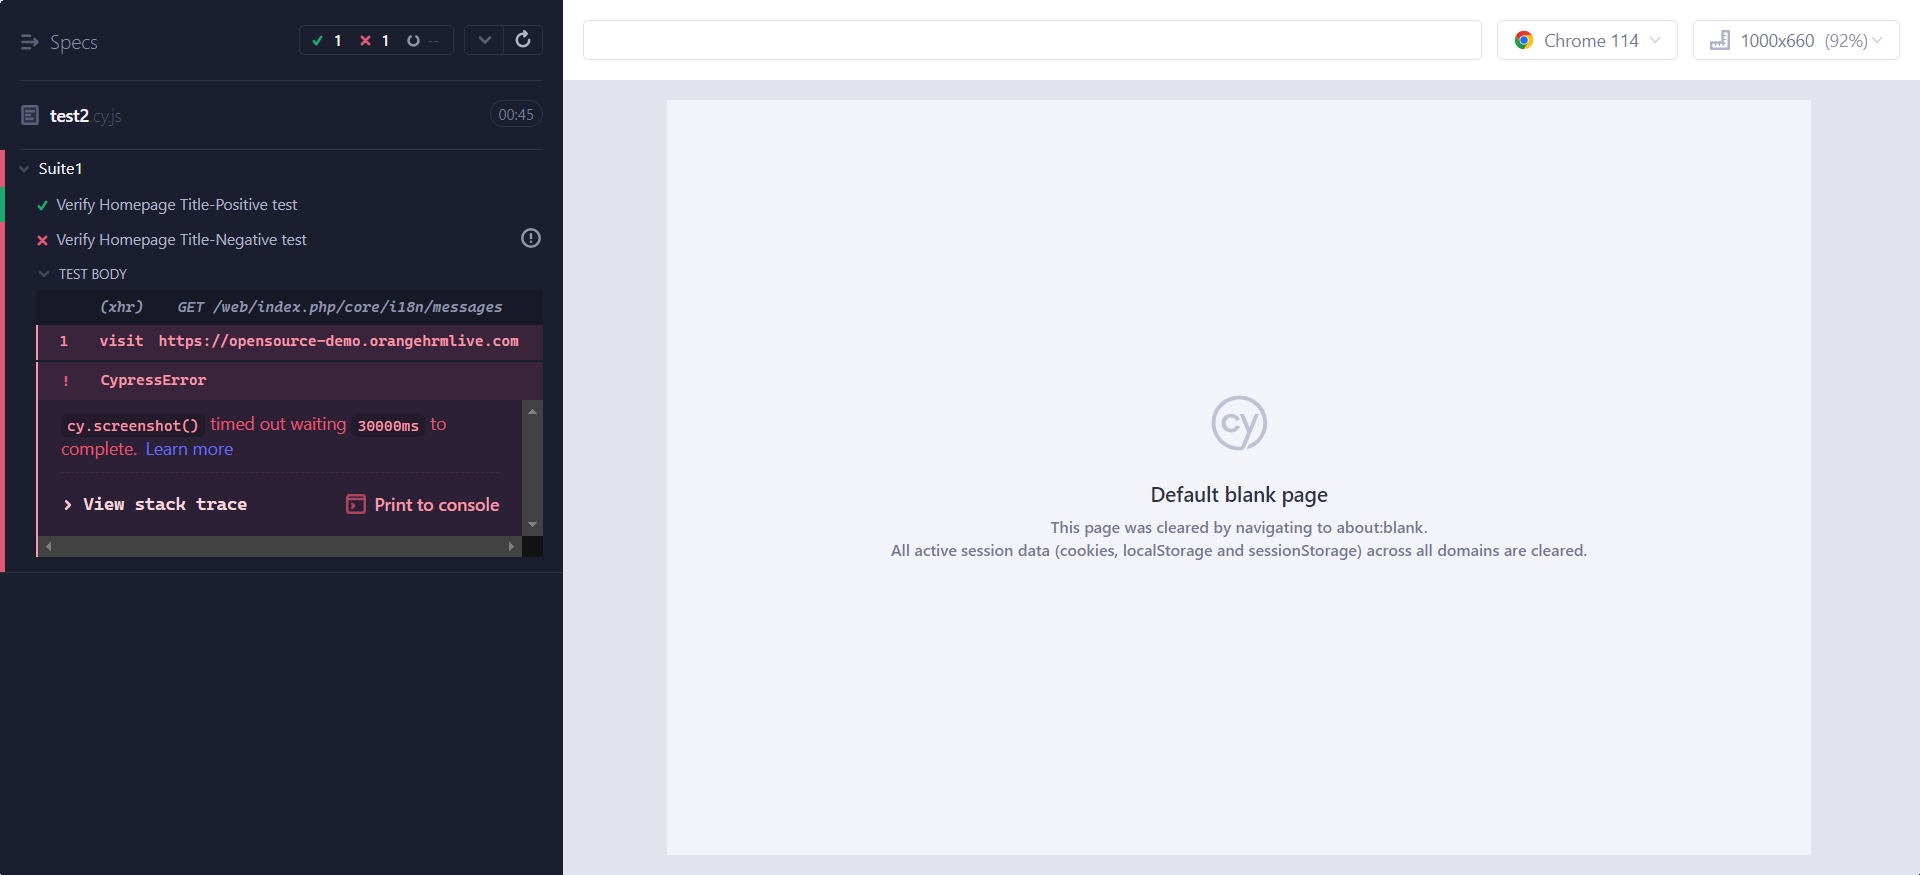 Specs
1 1 --
test2.cy.js
00:45
Suite1
Verify Homepage Title-Positive test
Verify Homepage Title-Negative test
TEST BODY
(xhr) GET /web/index.php/core/i18n/messages
1 visit https://opensource-demo.orangehrmlive.com
! CypressError
cy.screenshot() timed out waiting 30000ms to
complete. Learn more
View stack trace
Print to console
Chrome 114
1000x660 (92%)
cy
Default blank page
This page was cleared by navigating to about:blank.
All active session data (cookies, localStorage and sessionStorage) across all domains are cleared.